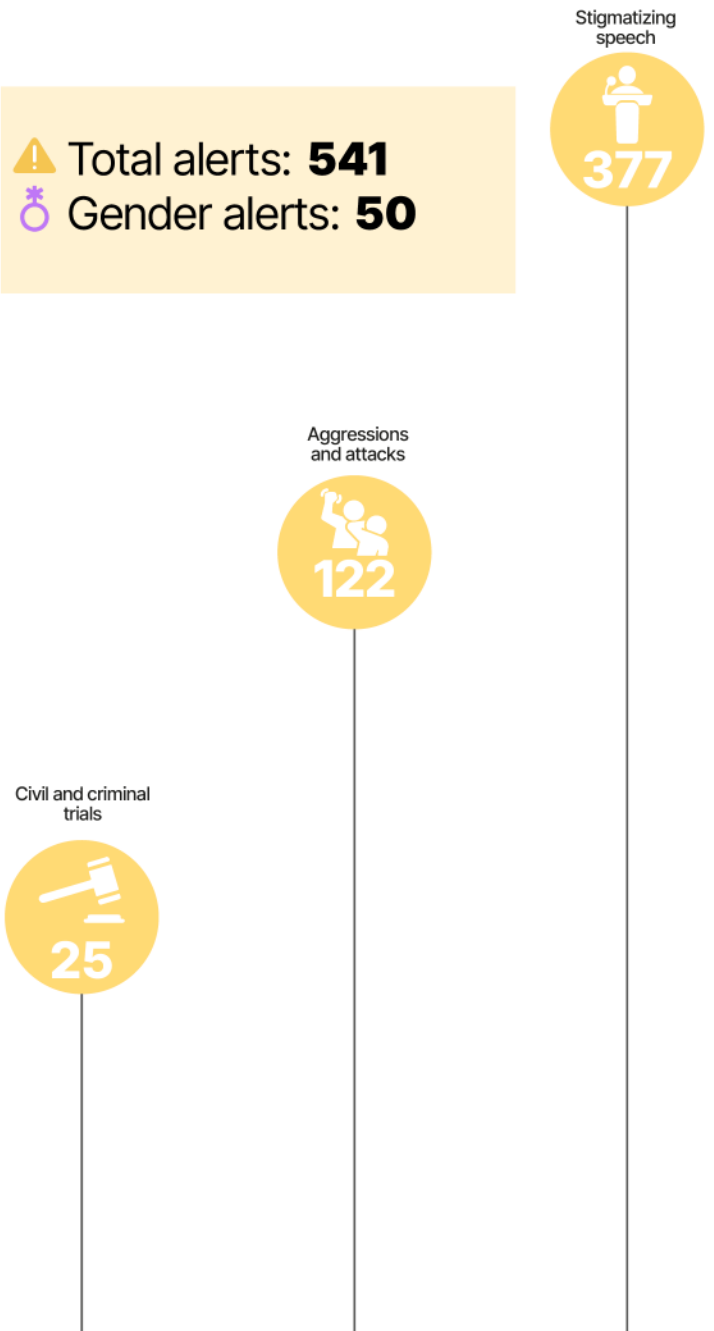 Stigmatizing
speech
377
Total alerts: 541
Gender alerts: 50
Aggressions
and attacks
122
Civil and criminal
trials
25